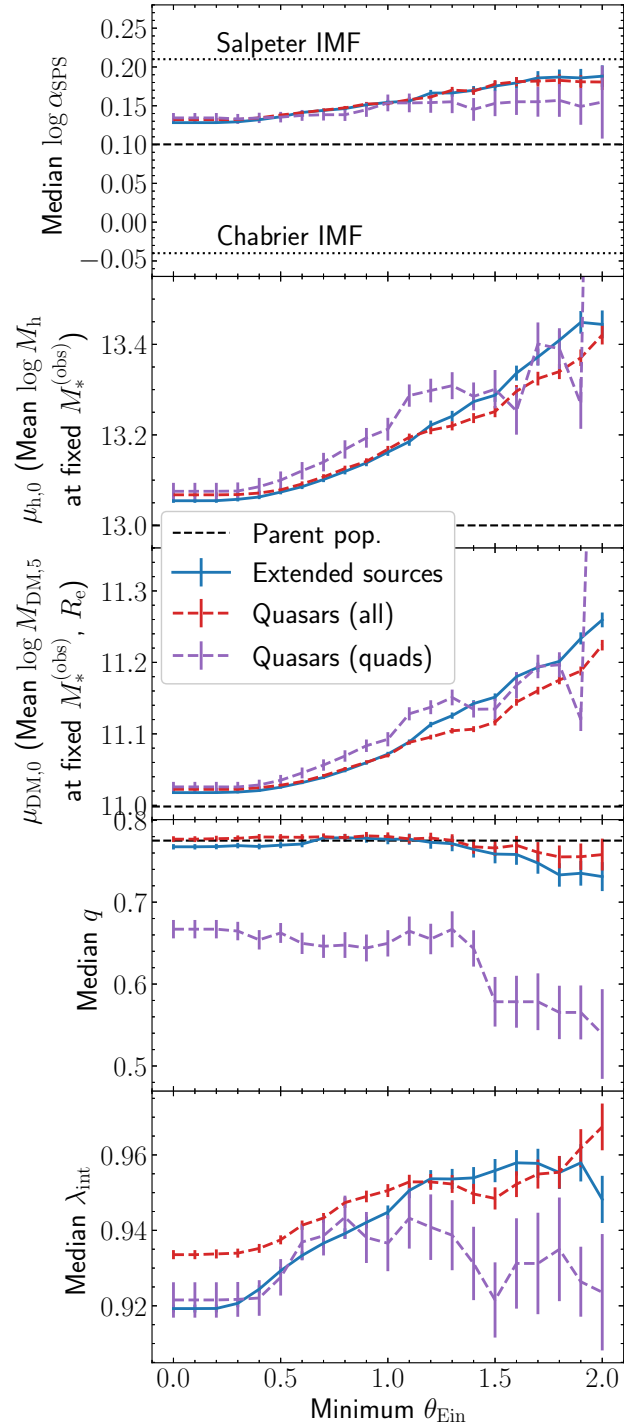 0.25
0.20
0.15
0.10
0.05
0.00
−0.05
Median log α_SPS
Salpeter IMF
Chabrier IMF
13.4
13.2
13.0
μ_h,0 (Mean log M_h
at fixed M_*^(obs))
Parent pop.
Extended sources
Quasars (all)
Quasars (quads)
11.3
11.2
11.1
11.0
μ_DM,0 (Mean log M_DM,5
at fixed M_*^(obs), R_e)
0.8
0.7
0.6
0.5
Median q
0.96
0.94
0.92
Median λ_int
0.0 0.5 1.0 1.5 2.0
Minimum θ_Ein